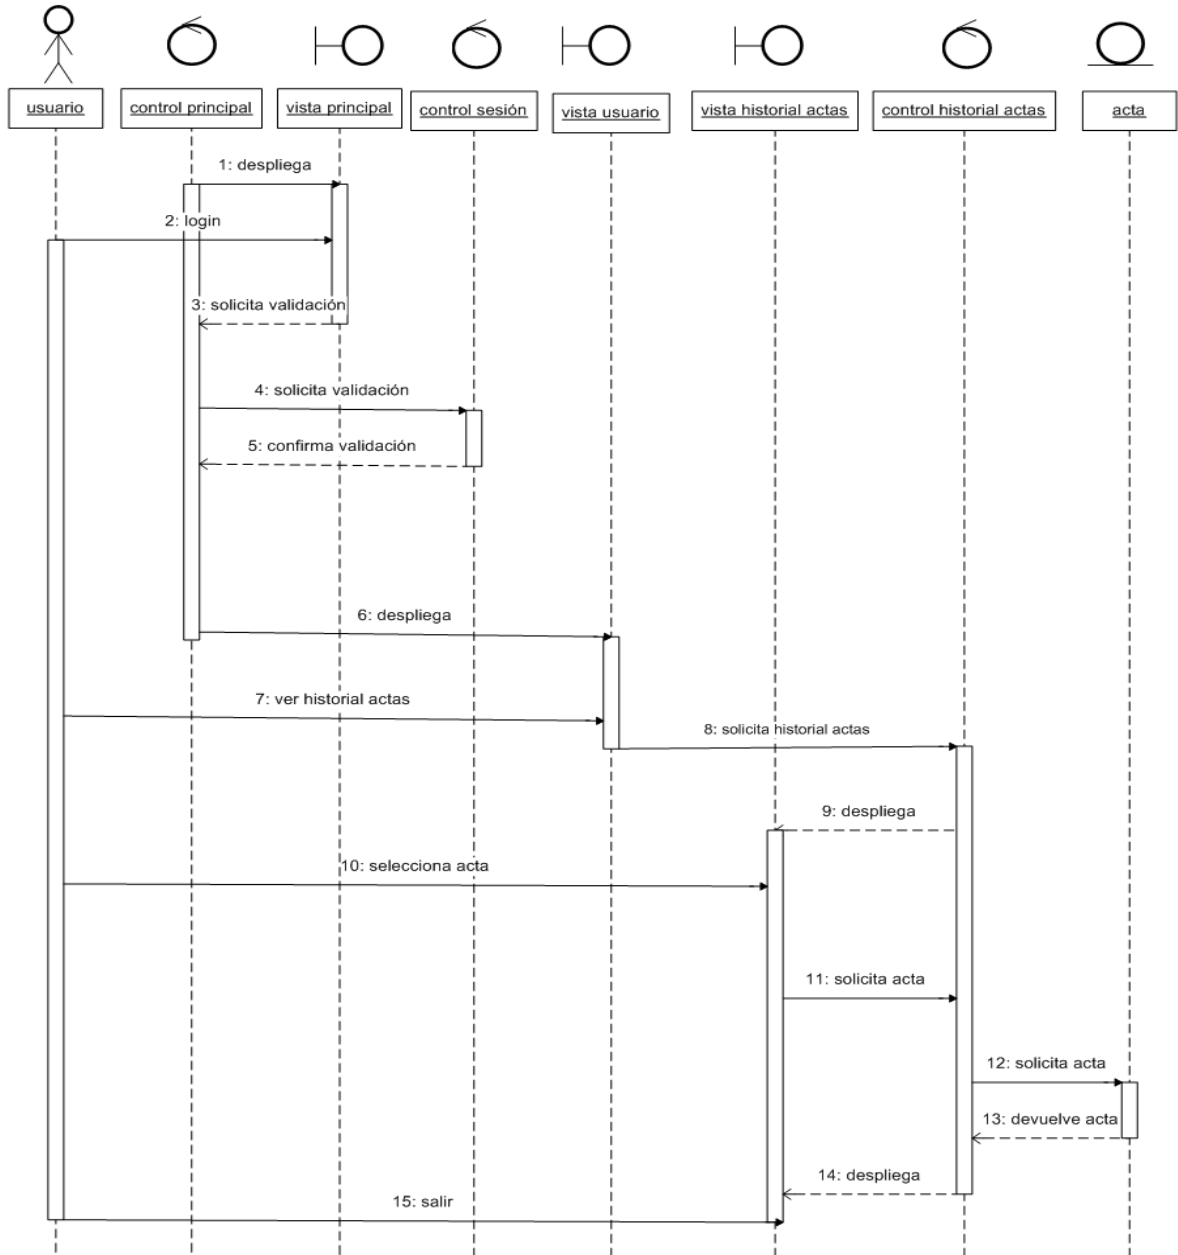 usuario
control principal
vista principal
control sesión
vista usuario
vista historial actas
control historial actas
acta
1: despliega
2: login
3: solicita validación
4: solicita validación
5: confirma validación
6: despliega
7: ver historial actas
8: solicita historial actas
9: despliega
10: selecciona acta
11: solicita acta
12: solicita acta
13: devuelve acta
14: despliega
15: salir